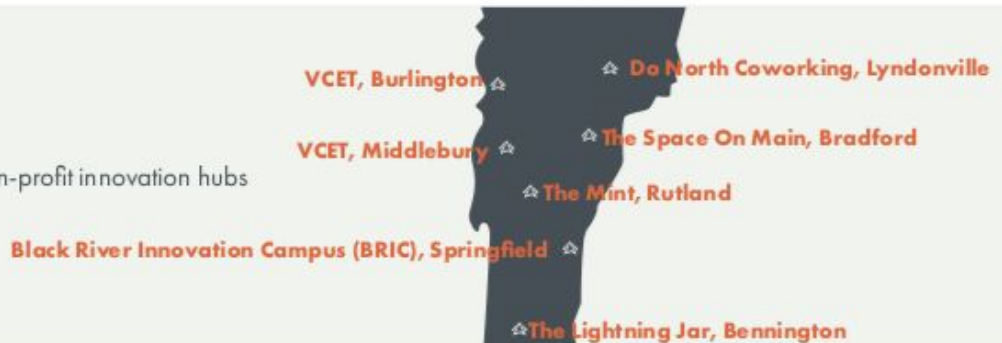 Do North Coworking, Lyndonville
VCET, Burlington
The Space On Main, Bradford
VCET, Middlebury
n-profit innovation hubs
The Mint, Rutland
Black River Innovation Campus (BRIC), Springfield
The Lightning Jar, Bennington